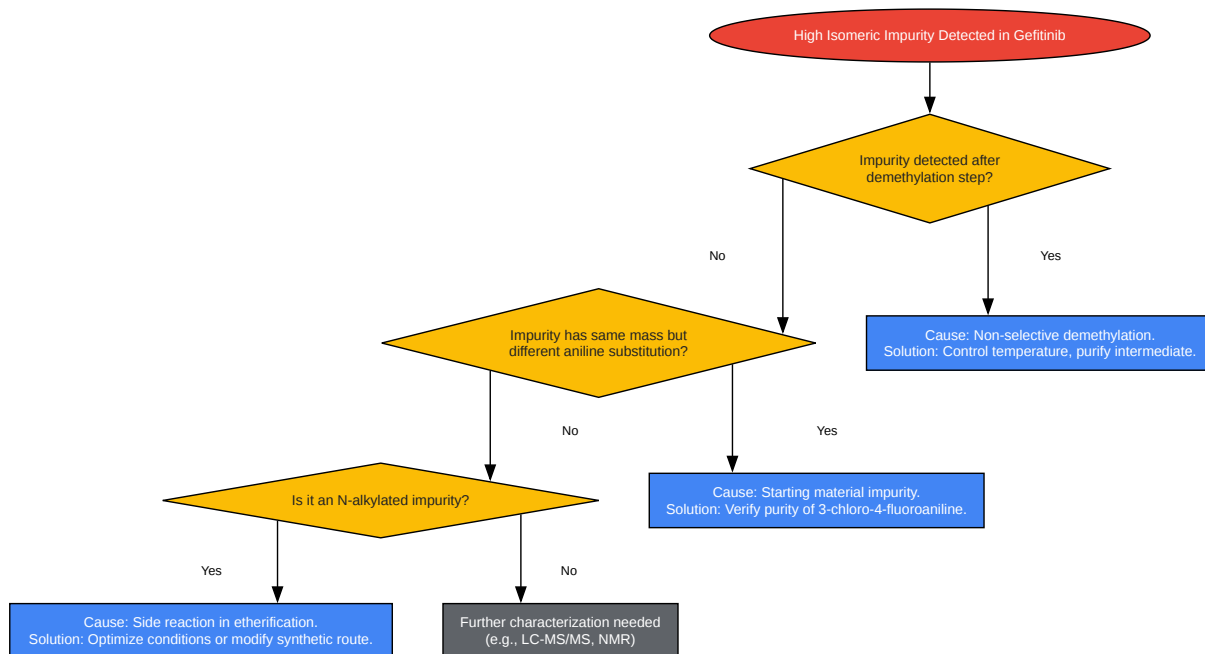 High Isomeric Impurity Detected in Gefitinib
Impurity detected after
demethylation step?
No
Yes
Cause: Non-selective demethylation.
Solution: Control temperature, purify intermediate.
Impurity has same mass but
different aniline substitution?
No
Yes
Cause: Starting material impurity.
Solution: Verify purity of 3-chloro-4-fluoroaniline.
Is it an N-alkylated impurity?
Yes
No
Cause: Side reaction in etherification.
Solution: Optimize conditions or modify synthetic route.
Further characterization needed
(e.g., LC-MS/MS, NMR)